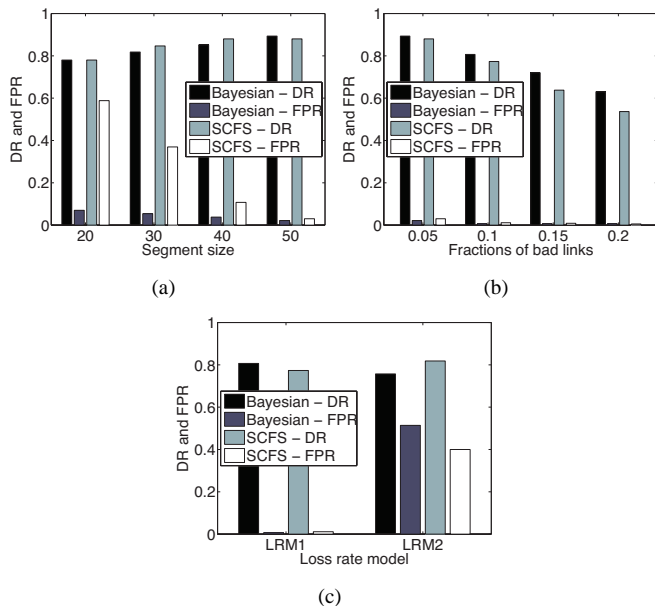 1
0.8
0.6
0.4
0.2
0
DR and FPR
Bayesian − DR
Bayesian − FPR
SCFS − DR
SCFS − FPR
20 30 40 50
Segment size
(a)
1
0.8
0.6
0.4
0.2
0
DR and FPR
Bayesian − DR
Bayesian − FPR
SCFS − DR
SCFS − FPR
0.05 0.1 0.15 0.2
Fractions of bad links
(b)
1
0.8
0.6
0.4
0.2
0
DR and FPR
Bayesian − DR
Bayesian − FPR
SCFS − DR
SCFS − FPR
LRM1 LRM2
Loss rate model
(c)